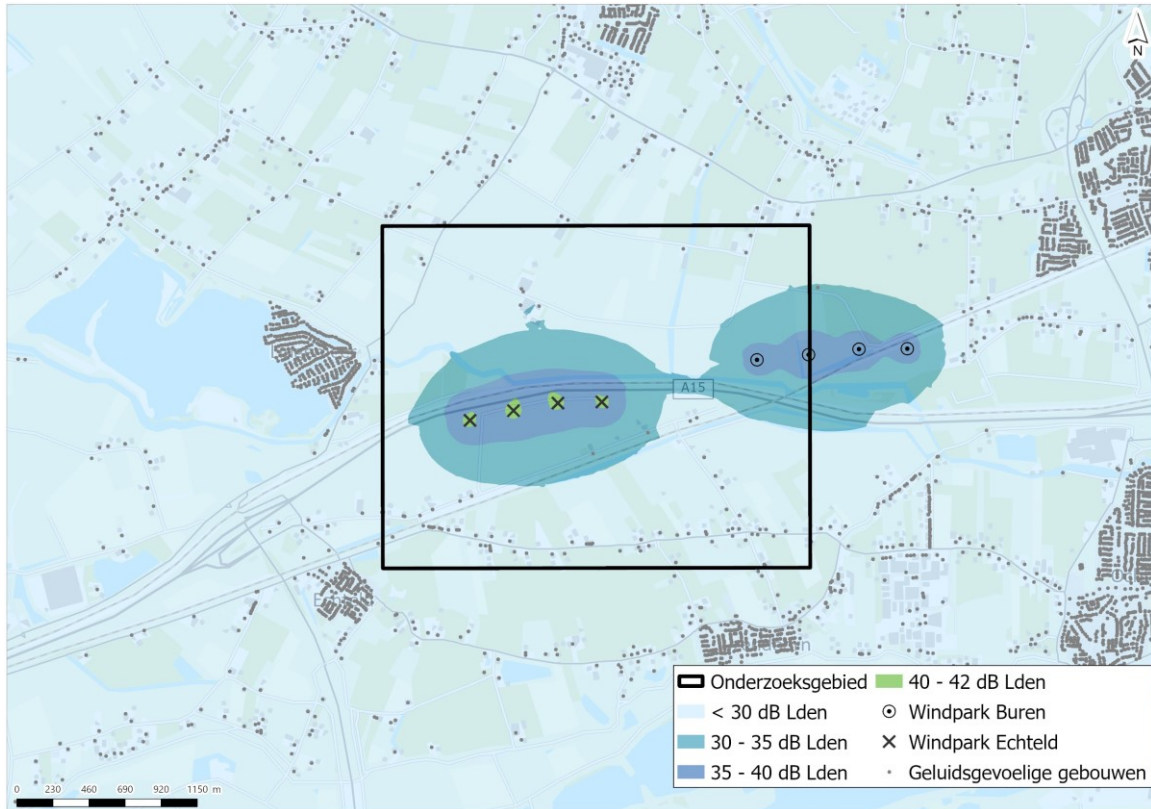 N
A15
Onderzoeksgebied
< 30 dB Lden
30 - 35 dB Lden
35 - 40 dB Lden
40 - 42 dB Lden
Windpark Buren
Windpark Echteld
Geluidsgevoelige gebouwen
0 230 460 690 920 1150 m